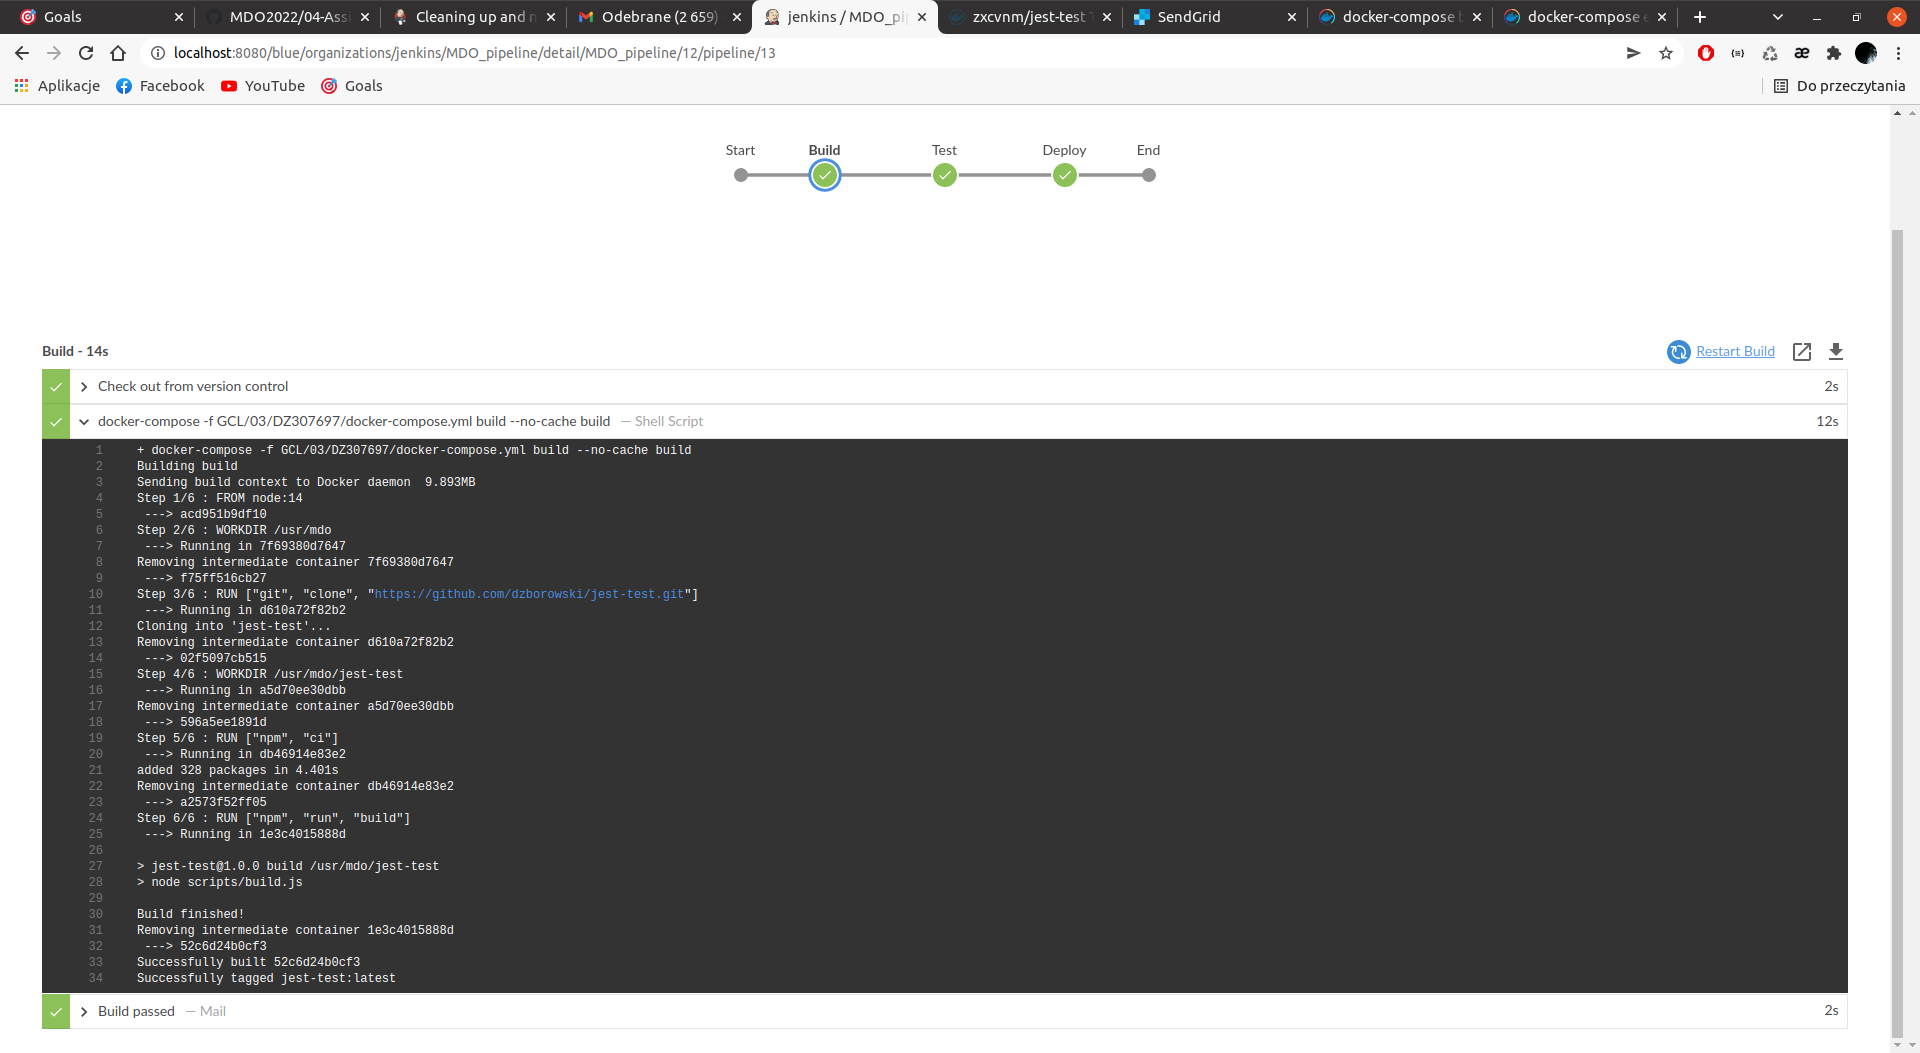 Goals
MDO2022/04-Ass
Cleaning up and n
Odebrane (2 659)
jenkins / MDO_pip
zxcvnm/jest-test
SendGrid
docker-compose
docker-compose
localhost:8080/blue/organizations/jenkins/MDO_pipeline/detail/MDO_pipeline/12/pipeline/13
Aplikacje
Facebook
YouTube
Goals
Do przeczytania
Start
Build
Test
Deploy
End
Build - 14s
Restart Build
Check out from version control
2s
docker-compose -f GCL/03/DZ307697/docker-compose.yml build --no-cache build — Shell Script
12s
1 + docker-compose -f GCL/03/DZ307697/docker-compose.yml build --no-cache build
2 Building build
3 Sending build context to Docker daemon  9.893MB
4 Step 1/6 : FROM node:14
5  ---> acd951b9df10
6 Step 2/6 : WORKDIR /usr/mdo
7  ---> Running in 7f69380d7647
8 Removing intermediate container 7f69380d7647
9  ---> f75ff516cb27
10 Step 3/6 : RUN ["git", "clone", "https://github.com/dzborowski/jest-test.git"]
11  ---> Running in d610a72f82b2
12 Cloning into 'jest-test'...
13 Removing intermediate container d610a72f82b2
14  ---> 02f5097cb515
15 Step 4/6 : WORKDIR /usr/mdo/jest-test
16  ---> Running in a5d70ee30dbb
17 Removing intermediate container a5d70ee30dbb
18  ---> 596a5ee1891d
19 Step 5/6 : RUN ["npm", "ci"]
20  ---> Running in db46914e83e2
21 added 328 packages in 4.401s
22 Removing intermediate container db46914e83e2
23  ---> a2573f52ff05
24 Step 6/6 : RUN ["npm", "run", "build"]
25  ---> Running in 1e3c4015888d
26
27 > jest-test@1.0.0 build /usr/mdo/jest-test
28 > node scripts/build.js
29
30 Build finished!
31 Removing intermediate container 1e3c4015888d
32  ---> 52c6d24b0cf3
33 Successfully built 52c6d24b0cf3
34 Successfully tagged jest-test:latest
Build passed — Mail
2s